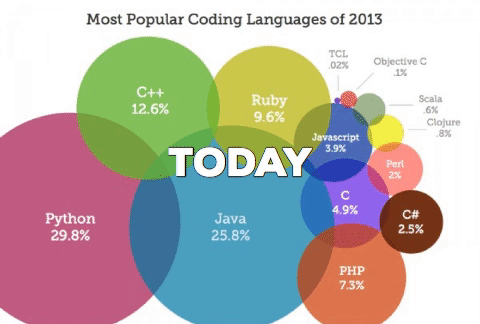 Most Popular Coding Languages of 2013
TCL
.02%
Objective C
.1%
C++
12.6%
Ruby
9.6%
Scala
.6%
Clojure
.8%
Javascript
3.9%
TODAY
Perl
2%
Python
29.8%
Java
25.8%
C
4.9%
C#
2.5%
PHP
7.3%